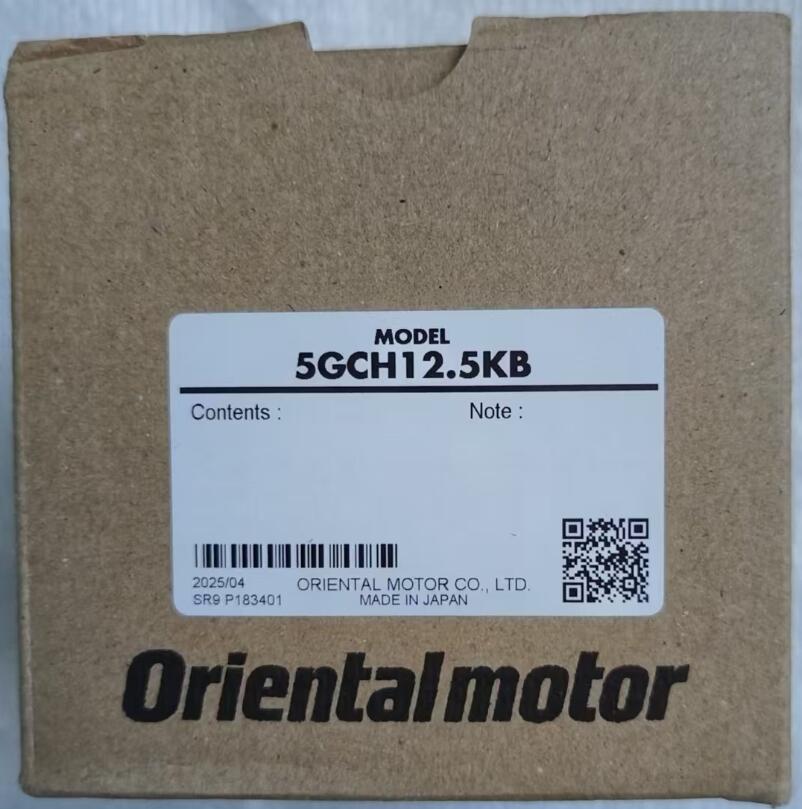 MODEL
5GCH12.5KB
Contents : Note :
2025/04 ORIENTAL MOTOR CO., LTD.
SR9 P183401 MADE IN JAPAN
Orientalmotor